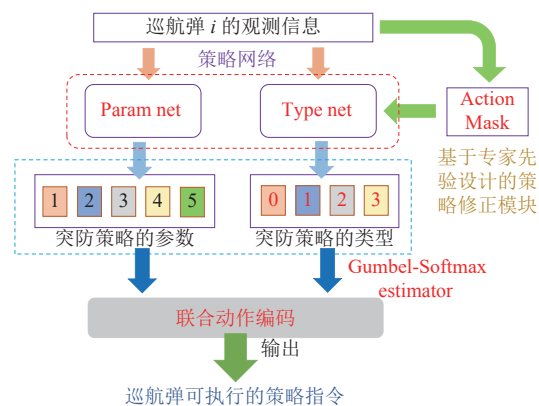 巡航弹 i 的观测信息
策略网络
Param net
Type net
Action
Mask
基于专家先
验设计的策
略修正模块
1 2 3 4 5
0 1 2 3
突防策略的参数
突防策略的类型
Gumbel-Softmax
estimator
联合动作编码
输出
巡航弹可执行的策略指令